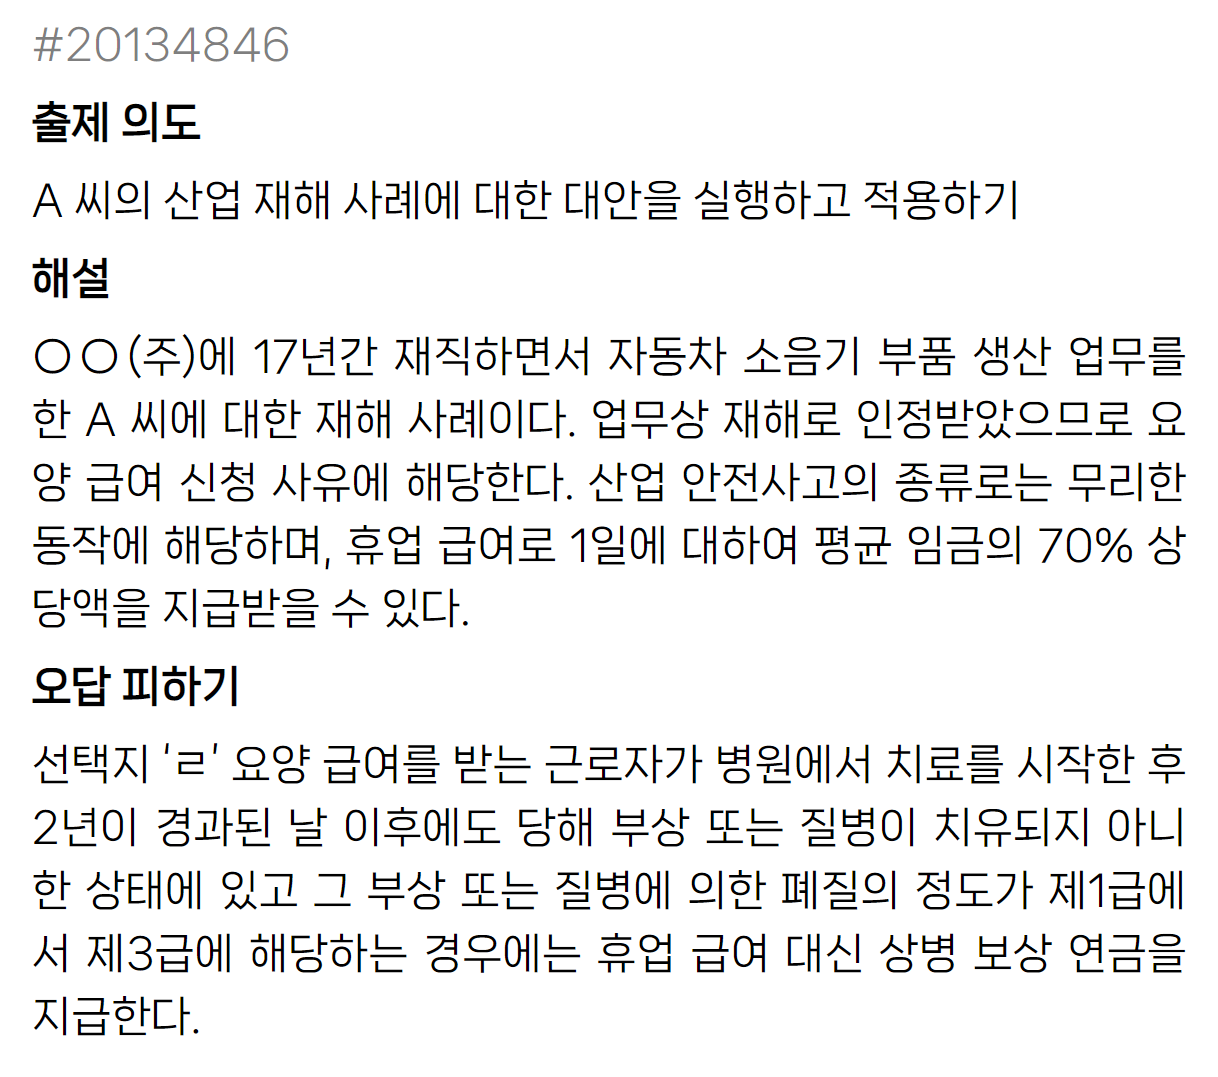 #20134846
출제 의도
A 씨의 산업 재해 사례에 대한 대안을 실행하고 적용하기
해설
○○(주)에 17년간 재직하면서 자동차 소음기 부품 생산 업무를
한 A 씨에 대한 재해 사례이다. 업무상 재해로 인정받았으므로 요
양 급여 신청 사유에 해당한다. 산업 안전사고의 종류로는 무리한
동작에 해당하며, 휴업 급여로 1일에 대하여 평균 임금의 70% 상
당액을 지급받을 수 있다.
오답 피하기
선택지 ‘ㄹ’ 요양 급여를 받는 근로자가 병원에서 치료를 시작한 후
2년이 경과된 날 이후에도 당해 부상 또는 질병이 치유되지 아니
한 상태에 있고 그 부상 또는 질병에 의한 폐질의 정도가 제1급에
서 제3급에 해당하는 경우에는 휴업 급여 대신 상병 보상 연금을
지급한다.